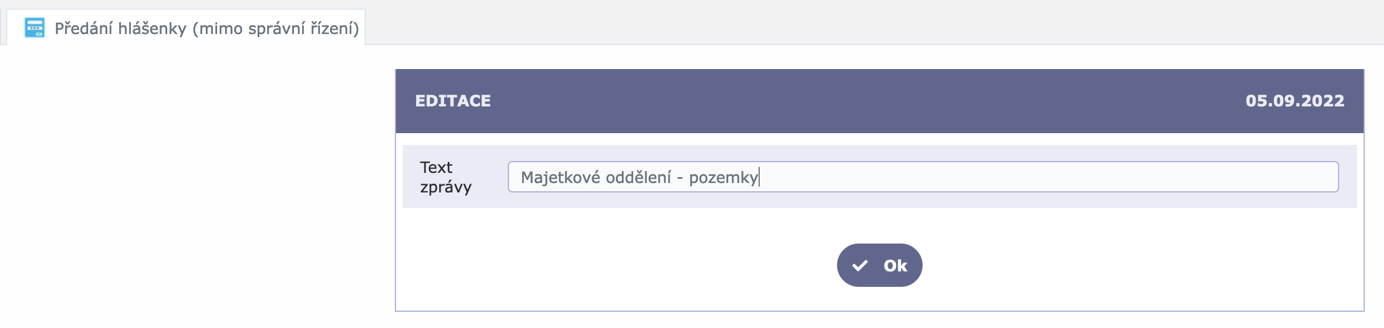 Předání hlášenky (mimo správní řízení)
EDITACE 05.09.2022
Text
zprávy
Majetkové oddělení - pozemky
Ok